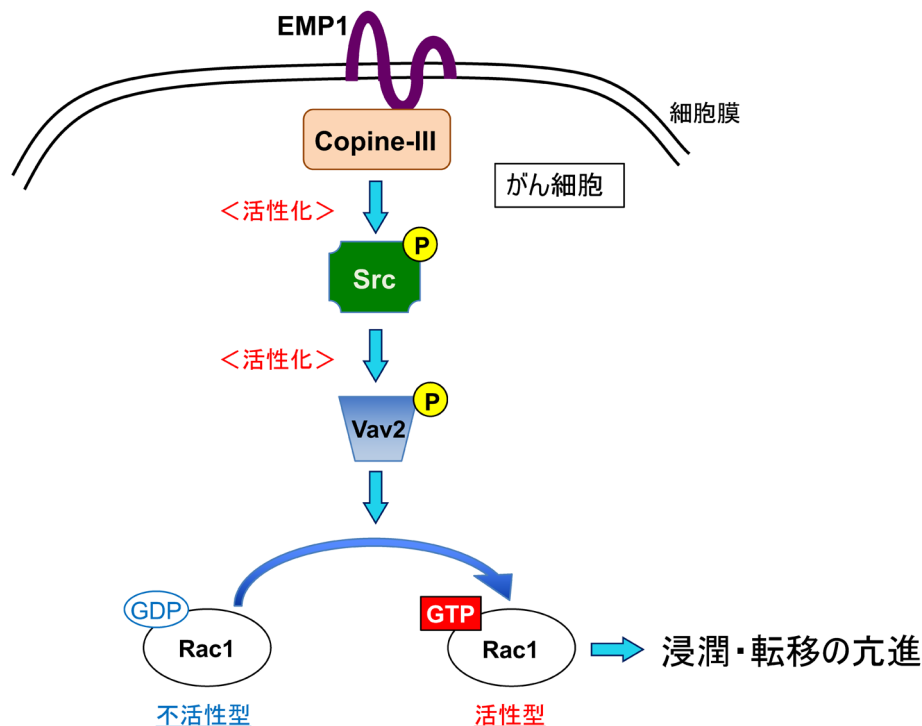 EMP1
細胞膜
Copine-III
がん細胞
＜活性化＞
P
Src
＜活性化＞
P
Vav2
GDP
Rac1
GTP
Rac1
浸潤・転移の亢進
不活性型
活性型